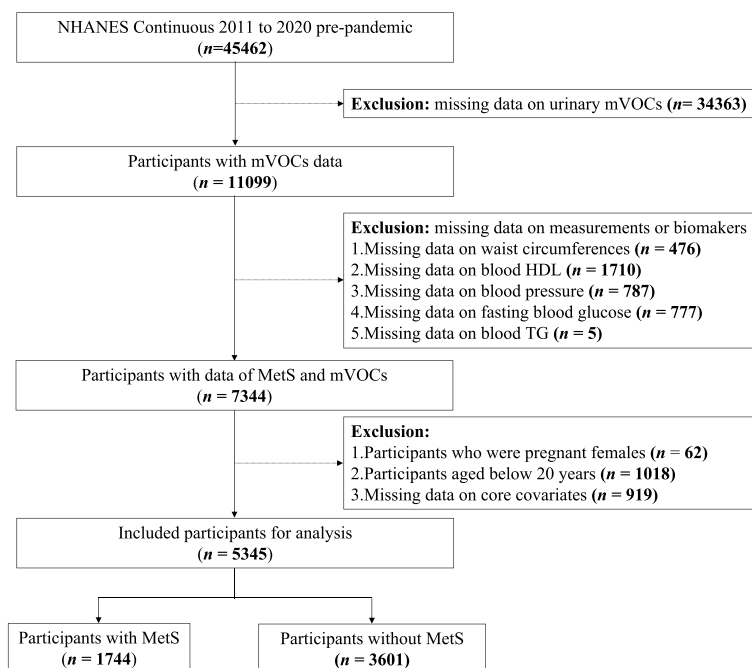 NHANES Continuous 2011 to 2020 pre-pandemic
(n=45462)
Exclusion: missing data on urinary mVOCs (n= 34363)
Participants with mVOCs data
(n = 11099)
Exclusion: missing data on measurements or biomakers
1.Missing data on waist circumferences (n = 476)
2.Missing data on blood HDL (n = 1710)
3.Missing data on blood pressure (n = 787)
4.Missing data on fasting blood glucose (n = 777)
5.Missing data on blood TG (n = 5)
Participants with data of MetS and mVOCs
(n = 7344)
Exclusion:
1.Participants who were pregnant females (n = 62)
2.Participants aged below 20 years (n = 1018)
3.Missing data on core covariates (n = 919)
Included participants for analysis
(n = 5345)
Participants with MetS
(n = 1744)
Participants without MetS
(n = 3601)